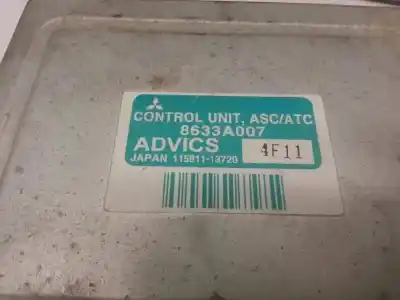 CONTROL UNIT, ASC/ATC
8633A007
ADVICS 4F11
JAPAN 115811-13720